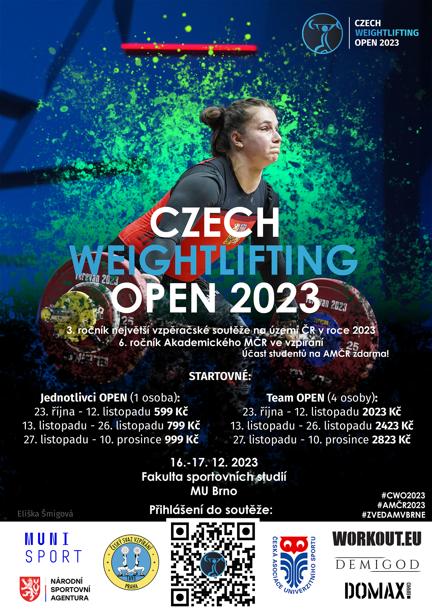 CZECH
WEIGHTLIFTING
OPEN 2023
CZECH
WEIGHTLIFTING
OPEN 2023
3. ročník největší vzpěračské soutěže na území ČR v roce 2023
6. ročník Akademického MČR ve vzpírání
Účast studentů na AMČR zdarma!
STARTOVNÉ:
Jednotlivci OPEN (1 osoba):
23. října - 12. listopadu 599 Kč
13. listopadu - 26. listopadu 799 Kč
27. listopadu - 10. prosince 999 Kč
Team OPEN (4 osoby):
23. října - 12. listopadu 2023 Kč
13. listopadu - 26. listopadu 2423 Kč
27. listopadu - 10. prosince 2823 Kč
16.-17. 12. 2023
Fakulta sportovních studií
MU Brno
Přihlášení do soutěže:
#CWO2023
#AMČR2023
#ZVEDAMVBRNE
Eliška Šmigová
MUNI
SPORT
ČESKÝ SVAZ VZPÍRÁNÍ
PRAHA
NÁRODNÍ
SPORTOVNÍ
AGENTURA
ČESKÁ ASOCIACE
UNIVERZITNÍHO SPORTU
WORKOUT.EU
DEMIGOD
DOMAX